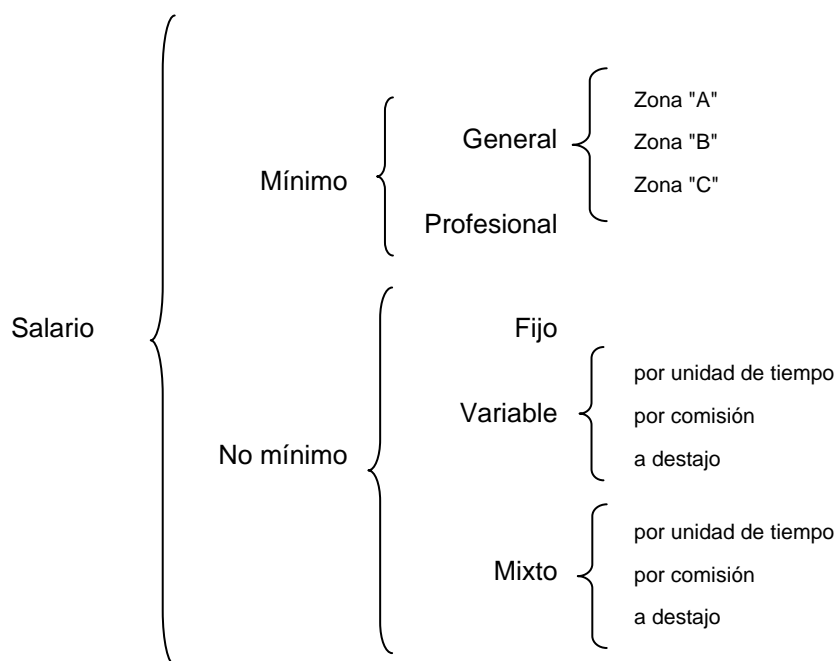 Salario
Mínimo
General
Zona "A"
Zona "B"
Zona "C"
Profesional
No mínimo
Fijo
Variable
por unidad de tiempo
por comisión
a destajo
Mixto
por unidad de tiempo
por comisión
a destajo